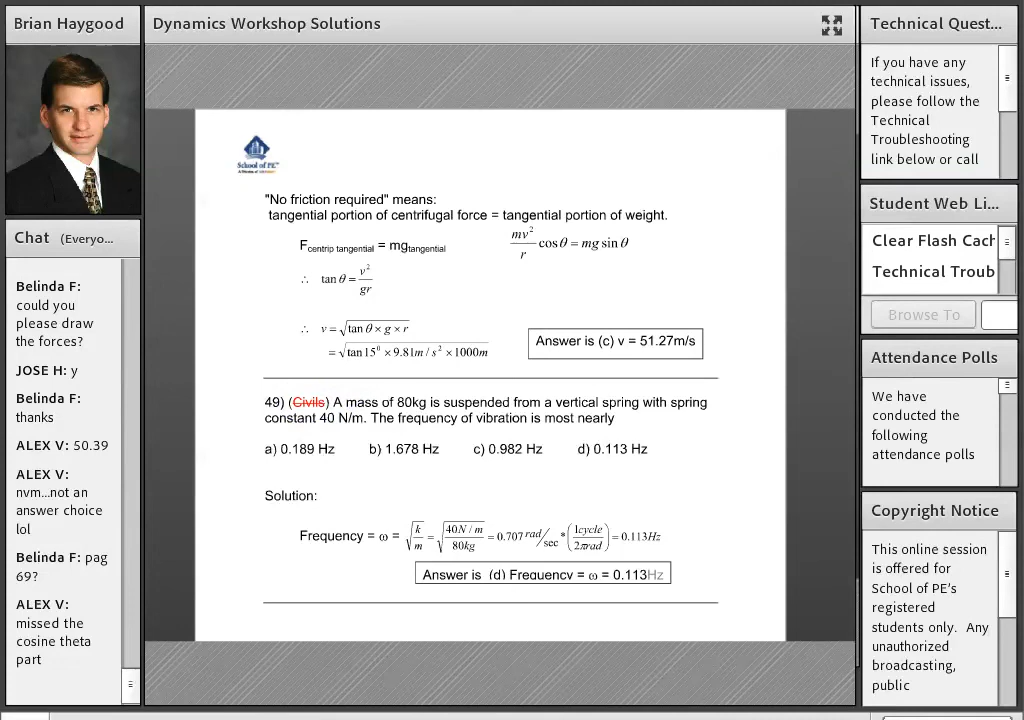 Brian Haygood
Dynamics Workshop Solutions
Technical Quest...
If you have any
technical issues,
please follow the
Technical
Troubleshooting
link below or call
Student Web Li...
Clear Flash Cach
Technical Troub
Browse To
Attendance Polls
We have
conducted the
following
attendance polls
Copyright Notice
This online session
is offered for
School of PE's
registered
students only. Any
unauthorized
broadcasting,
public
Chat (Everyo...
Belinda F:
could you
please draw
the forces?
JOSE H: y
Belinda F:
thanks
ALEX V: 50.39
ALEX V:
nvm...not an
answer choice
lol
Belinda F: pag
69?
ALEX V:
missed the
cosine theta
part
School of PE™
"No friction required" means:
tangential portion of centrifugal force = tangential portion of weight.
F centrip tangential = mg tangential
mv²/r cos θ = mg sin θ
∴ tan θ = v²/gr
∴ v = √(tan θ × g × r)
= √(tan 15⁰ × 9.81m / s² × 1000m)
Answer is (c) v = 51.27m/s
49) (Civils) A mass of 80kg is suspended from a vertical spring with spring
constant 40 N/m. The frequency of vibration is most nearly
a) 0.189 Hz b) 1.678 Hz c) 0.982 Hz d) 0.113 Hz
Solution:
Frequency = ω = √(k/m) = √(40N / m / 80kg) = 0.707 rad/sec * (1cycle/2πrad) = 0.113Hz
Answer is (d) Frequency = ω = 0.113Hz